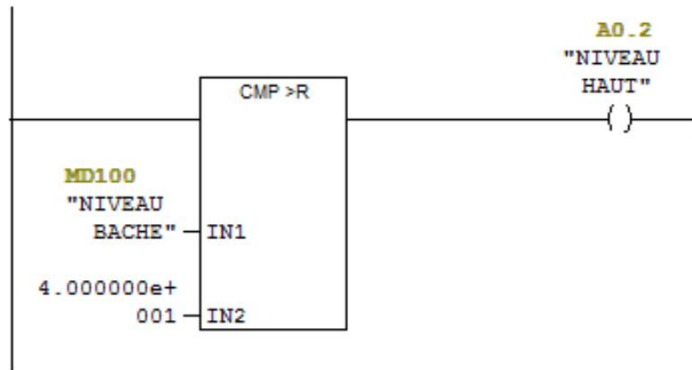 A0.2
"NIVEAU
HAUT"
CMP >R
( )
MD100
"NIVEAU
BACHE"
IN1
4.000000e+
001
IN2